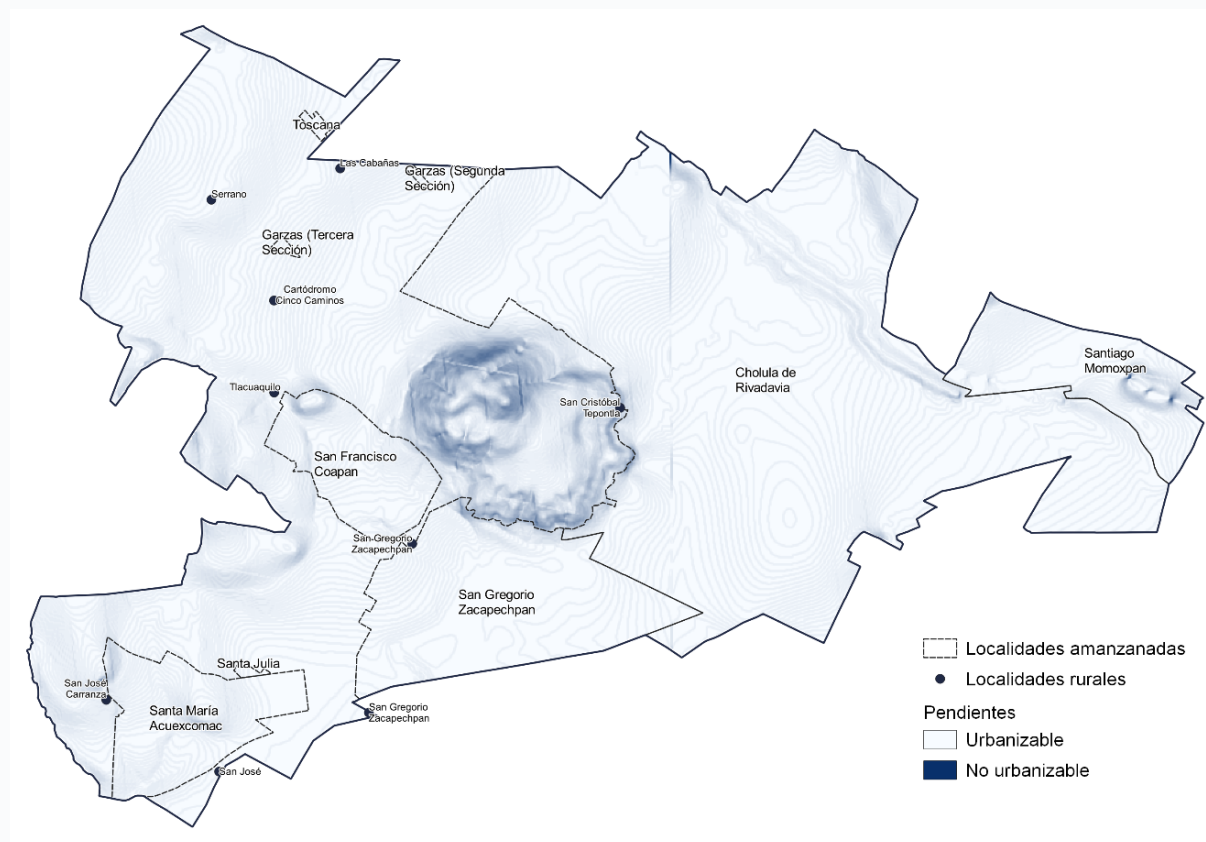 Toscana
Las Cabañas
Garzas (Segunda
Sección)
Serrano
Garzas (Tercera
Sección)
Cartódromo
Cinco Caminos
Cholula de
Rivadavia
Santiago
Momoxpan
Tlacuaquilo
San Cristóbal
Tepontla
San Francisco
Coapan
San Gregorio
Zacapechpan
San Gregorio
Zacapechpan
Santa Julia
San José
Carranza
Santa María
Acuexcomac
San Gregorio
Zacapechpan
San José
Localidades amanzanadas
Localidades rurales
Pendientes
Urbanizable
No urbanizable